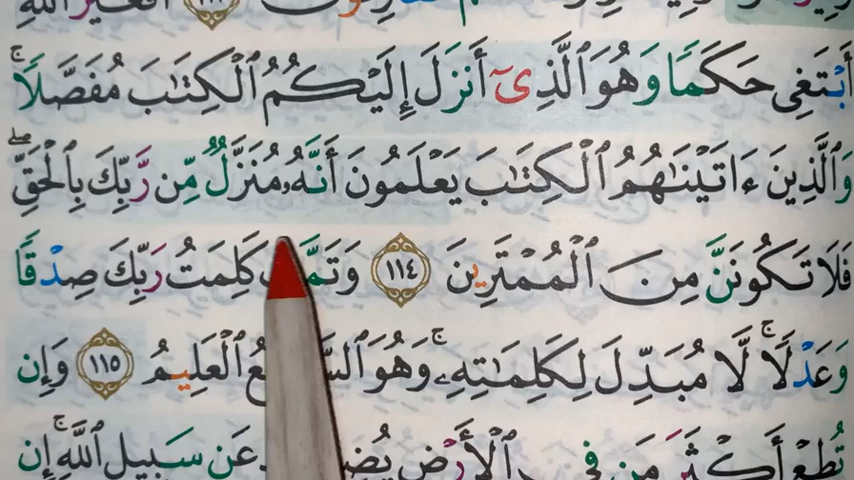 أَبْتَغِى حَكَمًا وَهُوَ ٱلَّذِىٓ أَنزَلَ إِلَيْكُمُ ٱلْكِتَٰبَ مُفَصَّلًا ۚ
وَٱلَّذِينَ ءَاتَيْنَٰهُمُ ٱلْكِتَٰبَ يَعْلَمُونَ أَنَّهُۥ مُنَزَّلٌ مِّن رَّبِّكَ بِٱلْحَقِّ ۖ
فَلَا تَكُونَنَّ مِنَ ٱلْمُمْتَرِينَ ١١٤ كَلِمَتُ رَبِّكَ صِدْقًا
وَعَدْلًا ۚ لَّا مُبَدِّلَ لِكَلِمَٰتِهِۦ ۚ وَهُوَ ٱلْعَلِيمُ ١١٥ وَإِن
تُطِعْ أَكْثَرَ مَن فِى ٱلْأَرْضِ عَن سَبِيلِ ٱللَّهِ ۚ إِن